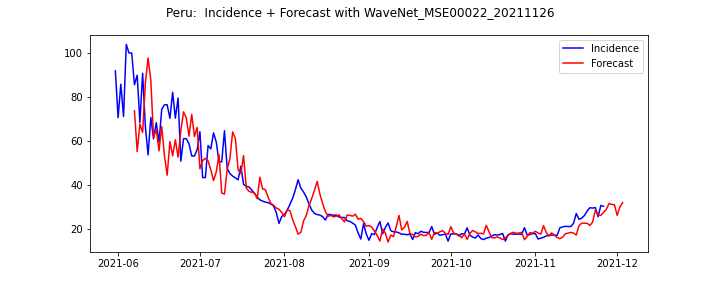 Peru:  Incidence + Forecast with WaveNet_MSE00022_20211126
Incidence
Forecast
100
80
60
40
20
2021-06 2021-07 2021-08 2021-09 2021-10 2021-11 2021-12